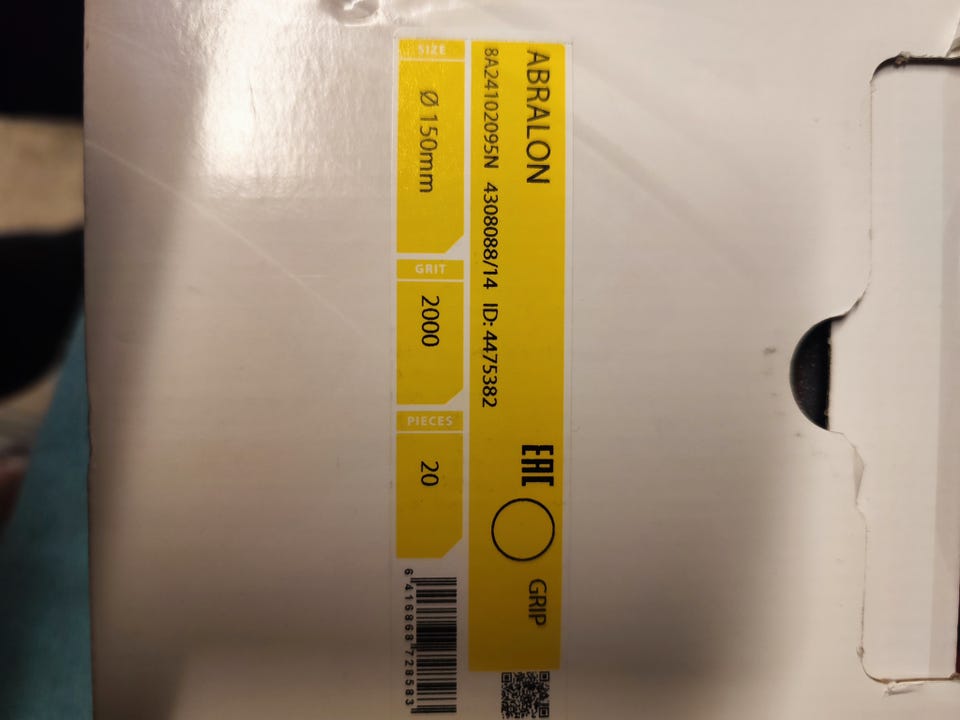 ABRALON
8A24102095N 4308088/14 ID: 4475382
EAC
GRIP
SIZE
Ø 150mm
GRIT
2000
PIECES
20
6 416868 728583